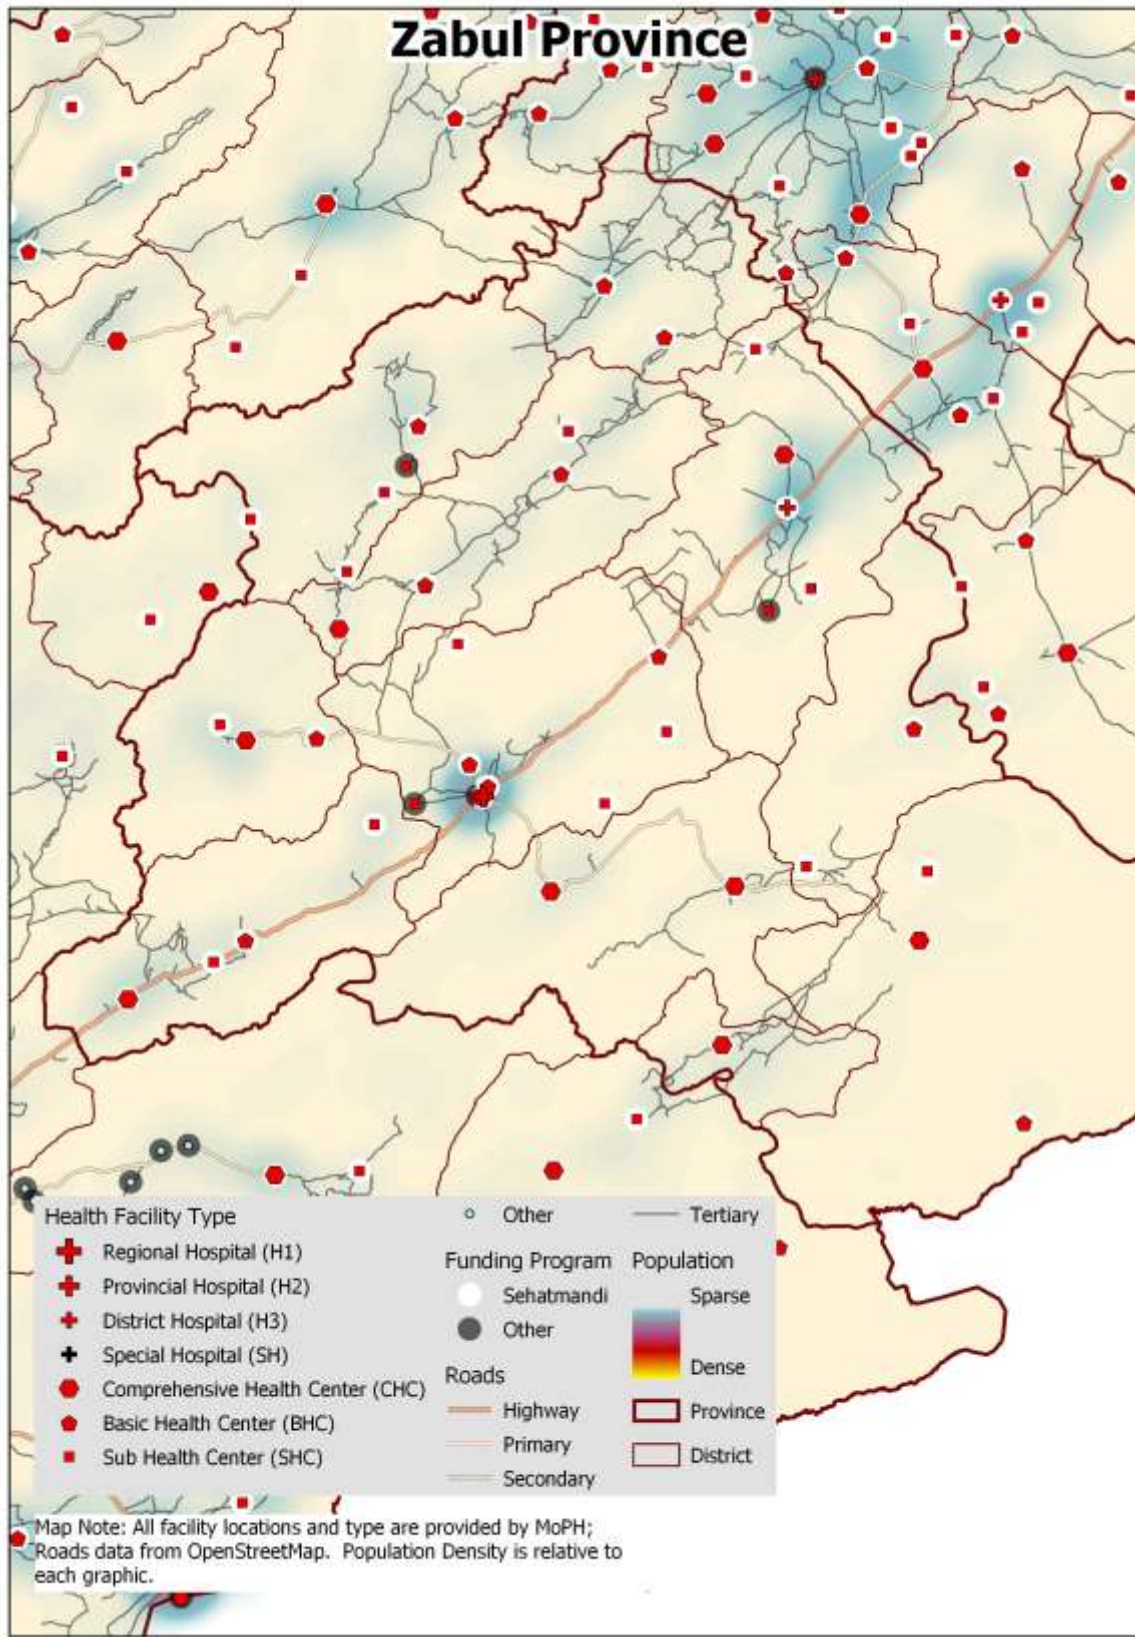 Zabul Province
Health Facility Type
Regional Hospital (H1)
Provincial Hospital (H2)
District Hospital (H3)
Special Hospital (SH)
Comprehensive Health Center (CHC)
Basic Health Center (BHC)
Sub Health Center (SHC)
Other
Funding Program
Sehatmandi
Other
Roads
Highway
Primary
Secondary
Tertiary
Population
Sparse
Dense
Province
District
Map Note: All facility locations and type are provided by MoPH;
Roads data from OpenStreetMap. Population Density is relative to
each graphic.